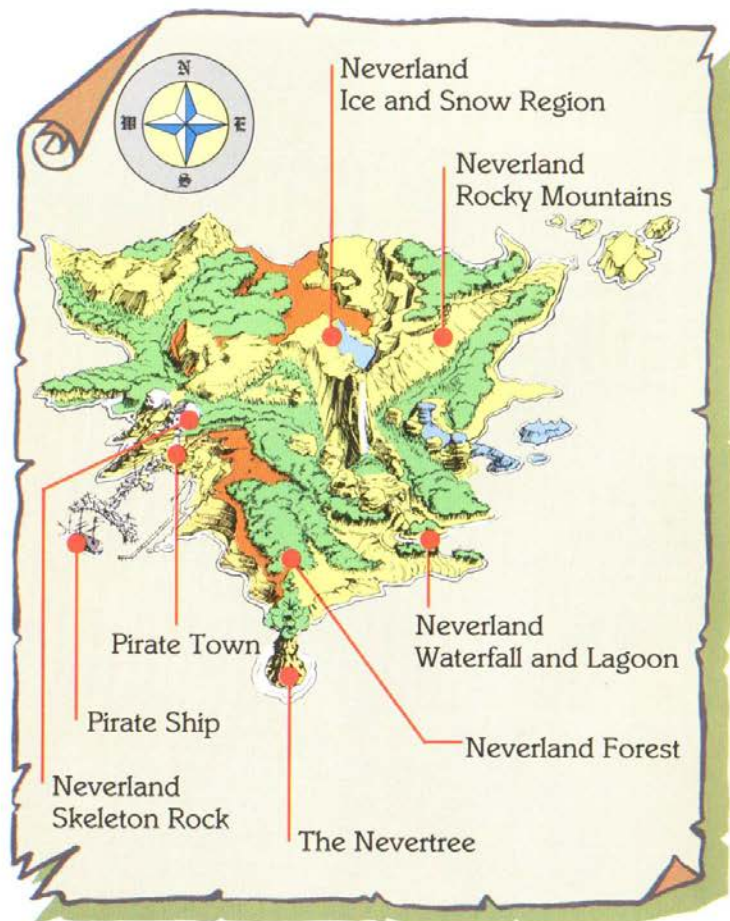 N
W E
S
Neverland
Ice and Snow Region
Neverland
Rocky Mountains
Pirate Town
Neverland
Waterfall and Lagoon
Pirate Ship
Neverland Forest
Neverland
Skeleton Rock
The Nevertree